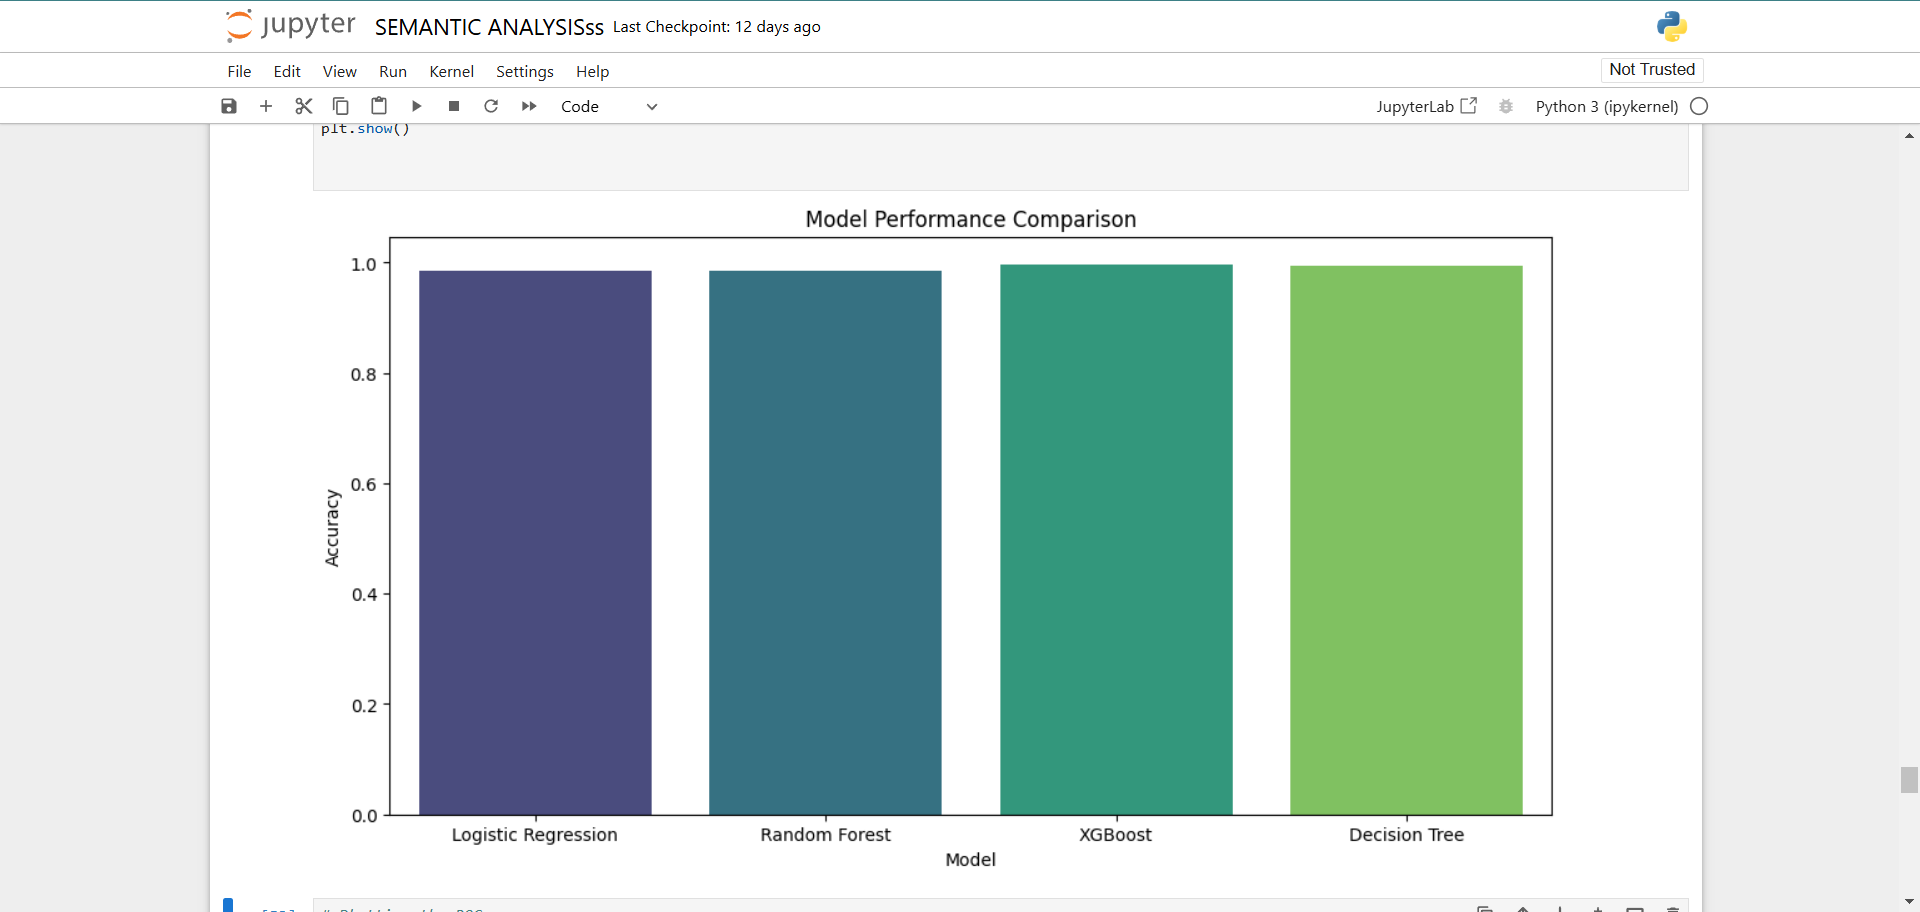 jupyter SEMANTIC ANALYSISss Last Checkpoint: 12 days ago
File Edit View Run Kernel Settings Help Not Trusted
Code JupyterLab Python 3 (ipykernel)
plt.show()
Model Performance Comparison
1.0
0.8
0.6
0.4
0.2
0.0
Accuracy
Logistic Regression Random Forest XGBoost Decision Tree
Model